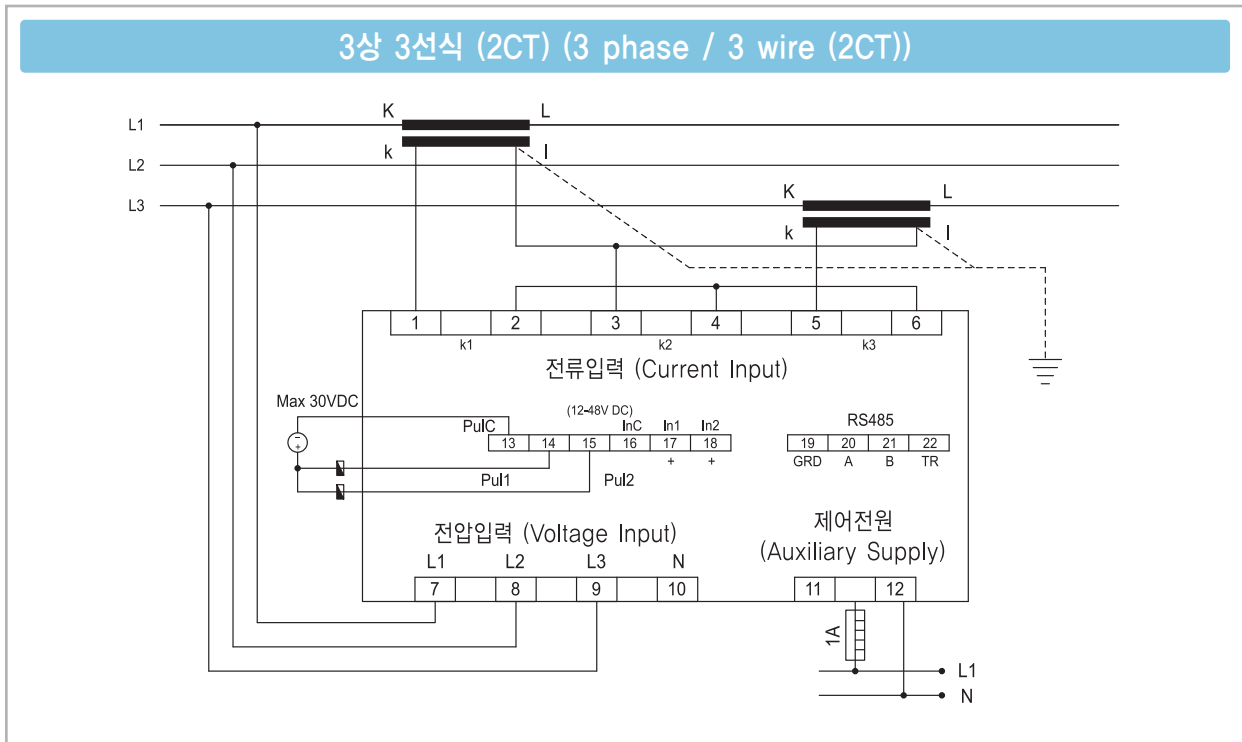 3상 3선식 (2CT) (3 phase / 3 wire (2CT))
K L
L1
k l
L2
K L
L3
k l
1 2 3 4 5 6
k1 k2 k3
전류입력 (Current Input)
Max 30VDC
(12-48V DC)
RS485
PulC InC In1 In2
13 14 15 16 17 18
19 20 21 22
+ +
GRD A B TR
Pul1 Pul2
전압입력 (Voltage Input)
제어전원
(Auxiliary Supply)
L1 L2 L3 N
7 8 9 10
11 12
1A
L1
N